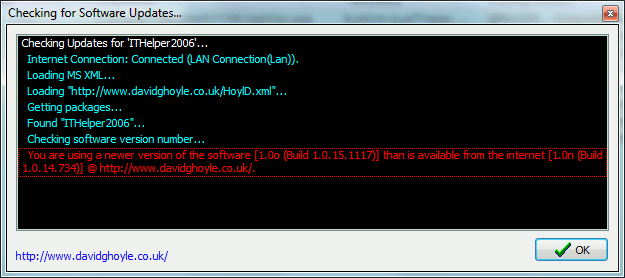 Checking for Software Updates...
Checking Updates for 'ITHelper2006'...
Internet Connection: Connected (LAN Connection(Lan)).
Loading MS XML...
Loading "http://www.davidghoyle.co.uk/HoylD.xml"...
Getting packages...
Found "ITHelper2006"...
Checking software version number...
You are using a newer version of the software [1.0o (Build 1.0.15.1117)] than is available from the internet [1.0n (Build
1.0.14.734)] @ http://www.davidghoyle.co.uk/.
http://www.davidghoyle.co.uk/
OK